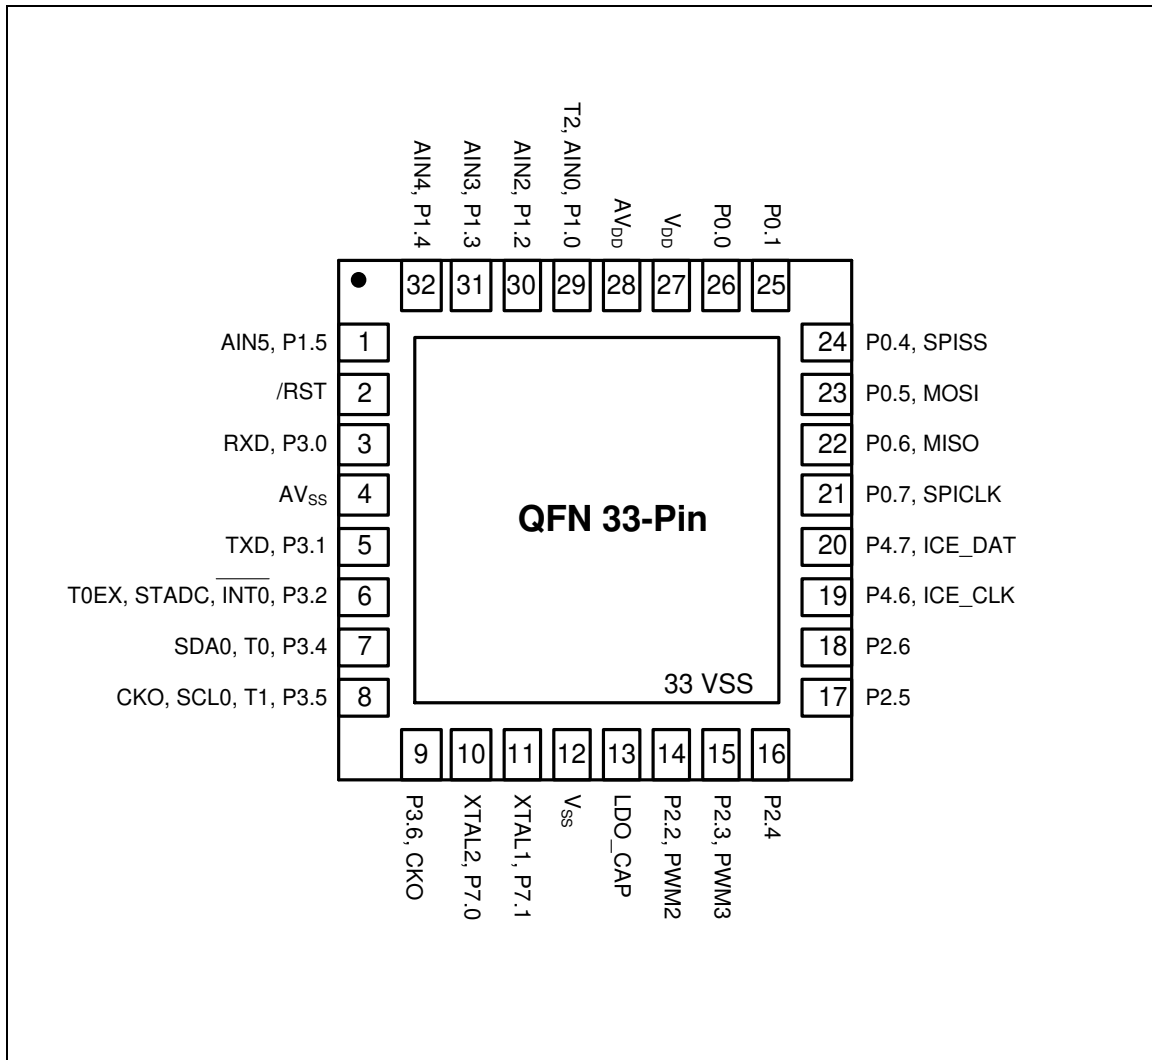 AIN4, P1.4
AIN3, P1.3
AIN2, P1.2
T2, AIN0, P1.0
AVDD
VDD
P0.0
P0.1
32
31
30
29
28
27
26
25
AIN5, P1.5
1
/RST
2
RXD, P3.0
3
AVSS
4
TXD, P3.1
5
T0EX, STADC, INT0, P3.2
6
SDA0, T0, P3.4
7
CKO, SCL0, T1, P3.5
8
QFN 33-Pin
33 VSS
24
P0.4, SPISS
23
P0.5, MOSI
22
P0.6, MISO
21
P0.7, SPICLK
20
P4.7, ICE_DAT
19
P4.6, ICE_CLK
18
P2.6
17
P2.5
9
10
11
12
13
14
15
16
P3.6, CKO
XTAL2, P7.0
XTAL1, P7.1
VSS
LDO_CAP
P2.2, PWM2
P2.3, PWM3
P2.4